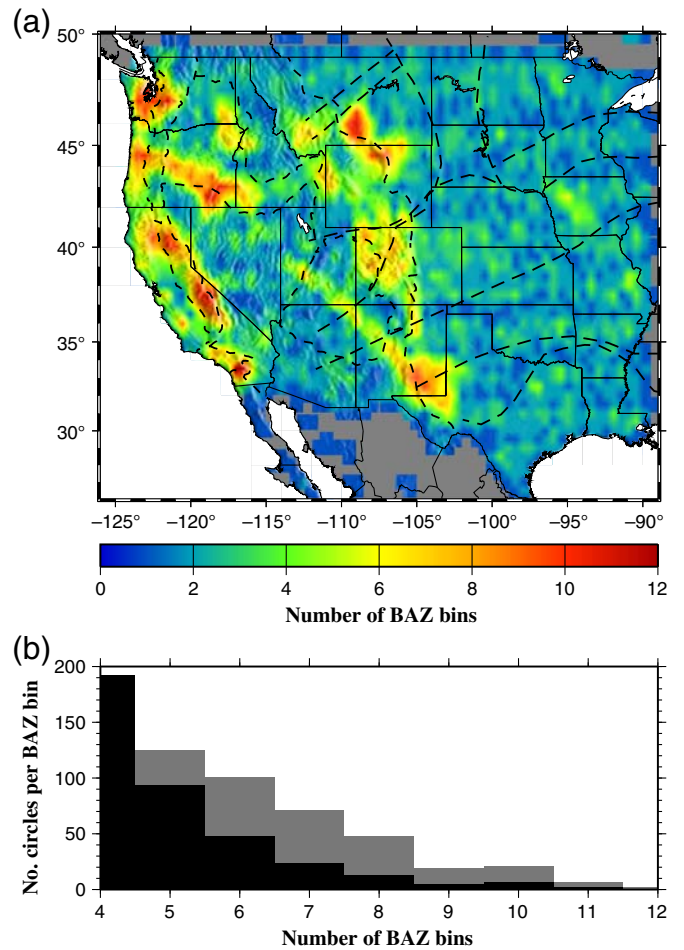 (a)
50°
45°
40°
35°
30°
−125° −120° −115° −110° −105° −100° −95° −90°
0 2 4 6 8 10 12
Number of BAZ bins
(b)
No. circles per BAZ bin
200
150
100
50
0
4 5 6 7 8 9 10 11 12
Number of BAZ bins